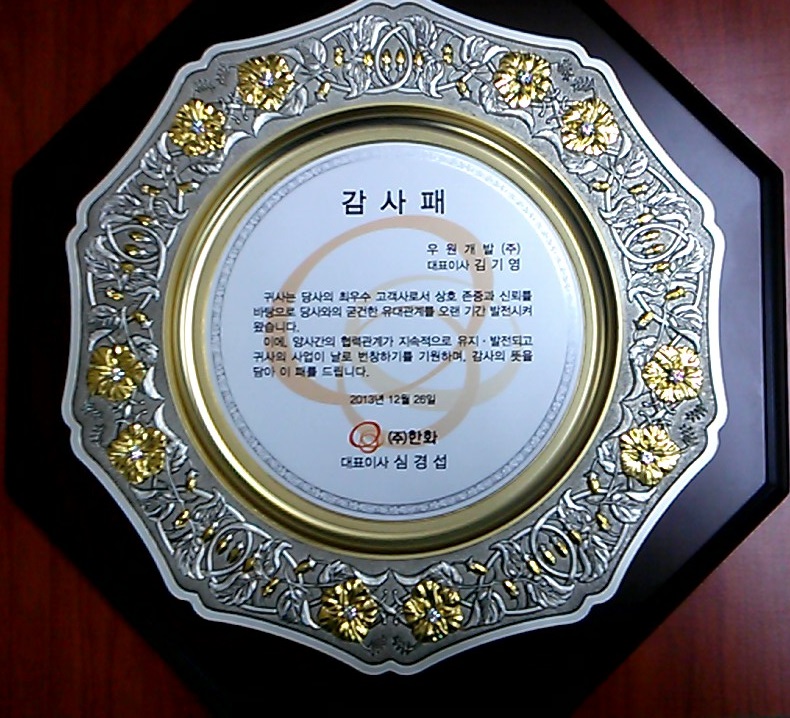 감 사 패
우 원 개 발 (주)
대표이사 김 기 영
귀사는 당사의 최우수 고객사로서 상호 존중과 신뢰를
바탕으로 당사와의 굳건한 유대관계를 오랜 기간 발전시켜
왔습니다.
이에, 양사간의 협력관계가 지속적으로 유지 · 발전되고
귀사의 사업이 날로 번창하기를 기원하며, 감사의 뜻을
담아 이 패를 드립니다.
2013년 12월 26일
(주)한화
대표이사 심 경 섭